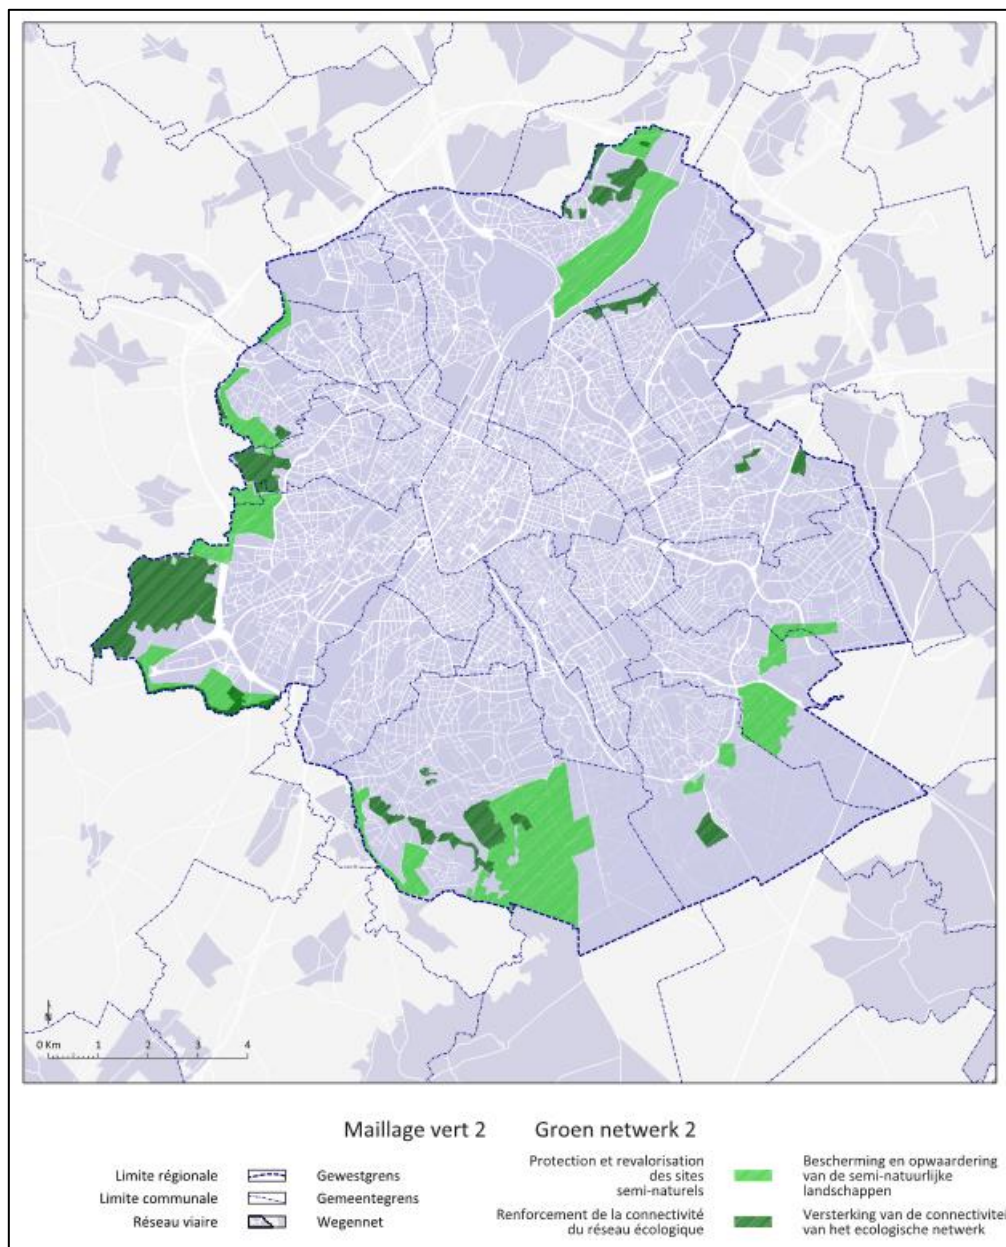 N
0 Km 1 2 3 4
Maillage vert 2 Groen netwerk 2
Limite régionale Gewestgrens
Limite communale Gemeentegrens
Réseau viaire Wegennet
Protection et revalorisation
des sites
semi-naturels
Bescherming en opwaardering
van de semi-natuurlijke
landschappen
Renforcement de la connectivité
du réseau écologique
Versterking van de connectivitei
van het ecologische netwerk